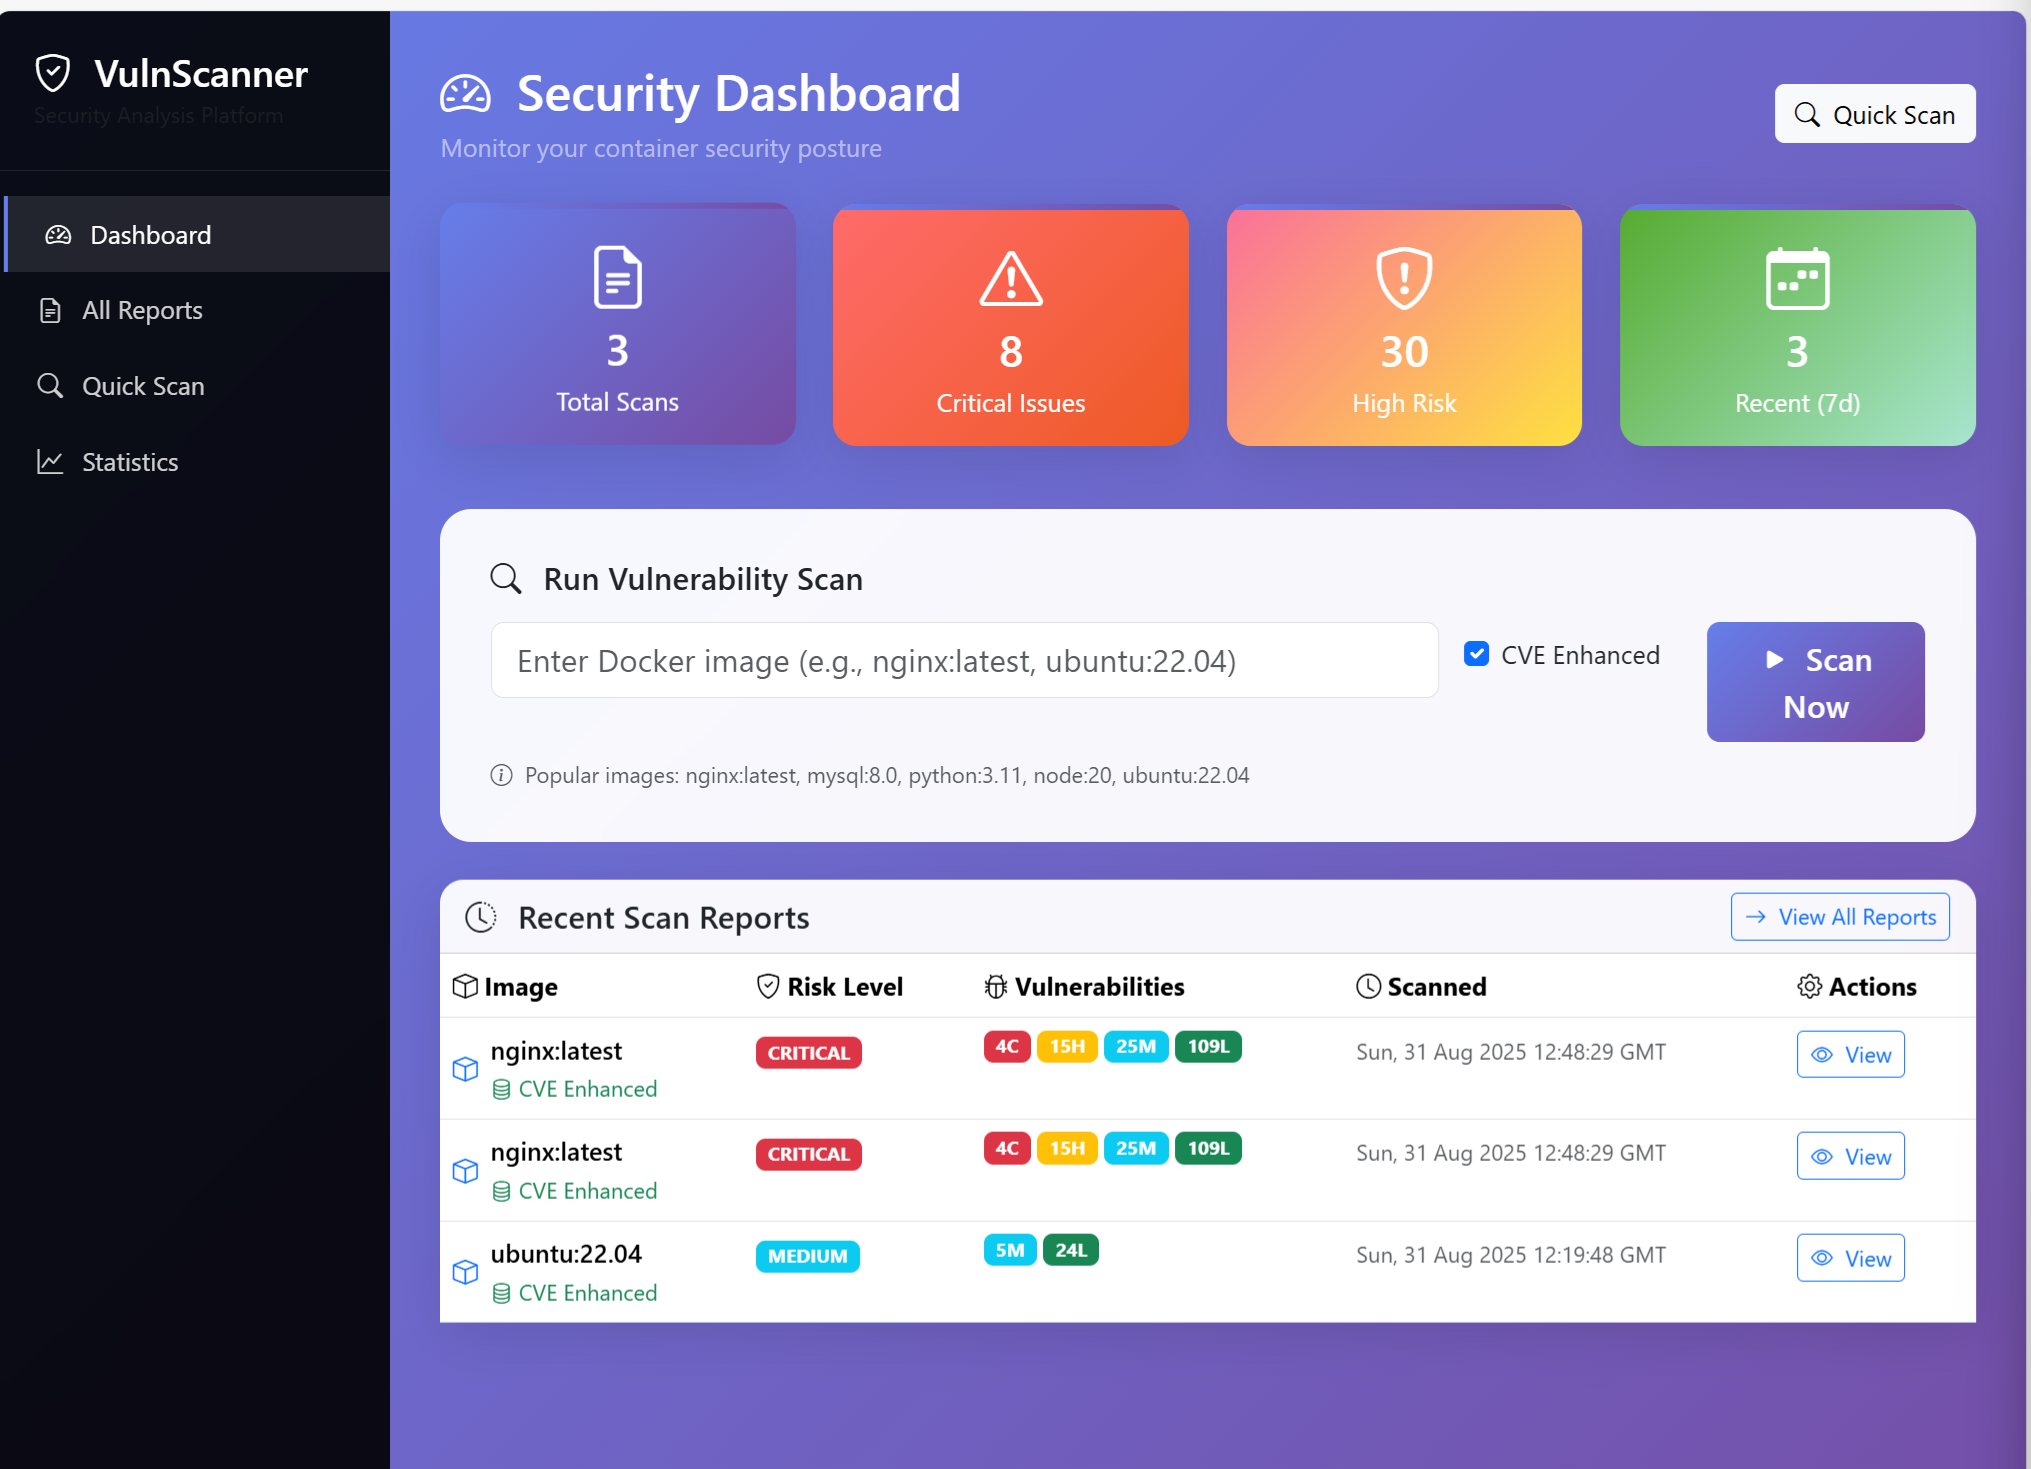 VulnScanner
Security Analysis Platform
Dashboard
All Reports
Quick Scan
Statistics
Security Dashboard
Monitor your container security posture
Quick Scan
3
Total Scans
8
Critical Issues
30
High Risk
3
Recent (7d)
Run Vulnerability Scan
Enter Docker image (e.g., nginx:latest, ubuntu:22.04)
CVE Enhanced
Scan
Now
Popular images: nginx:latest, mysql:8.0, python:3.11, node:20, ubuntu:22.04
Recent Scan Reports
View All Reports
Image Risk Level Vulnerabilities Scanned Actions
nginx:latest CRITICAL 4C 15H 25M 109L Sun, 31 Aug 2025 12:48:29 GMT View
CVE Enhanced
nginx:latest CRITICAL 4C 15H 25M 109L Sun, 31 Aug 2025 12:48:29 GMT View
CVE Enhanced
ubuntu:22.04 MEDIUM 5M 24L Sun, 31 Aug 2025 12:19:48 GMT View
CVE Enhanced